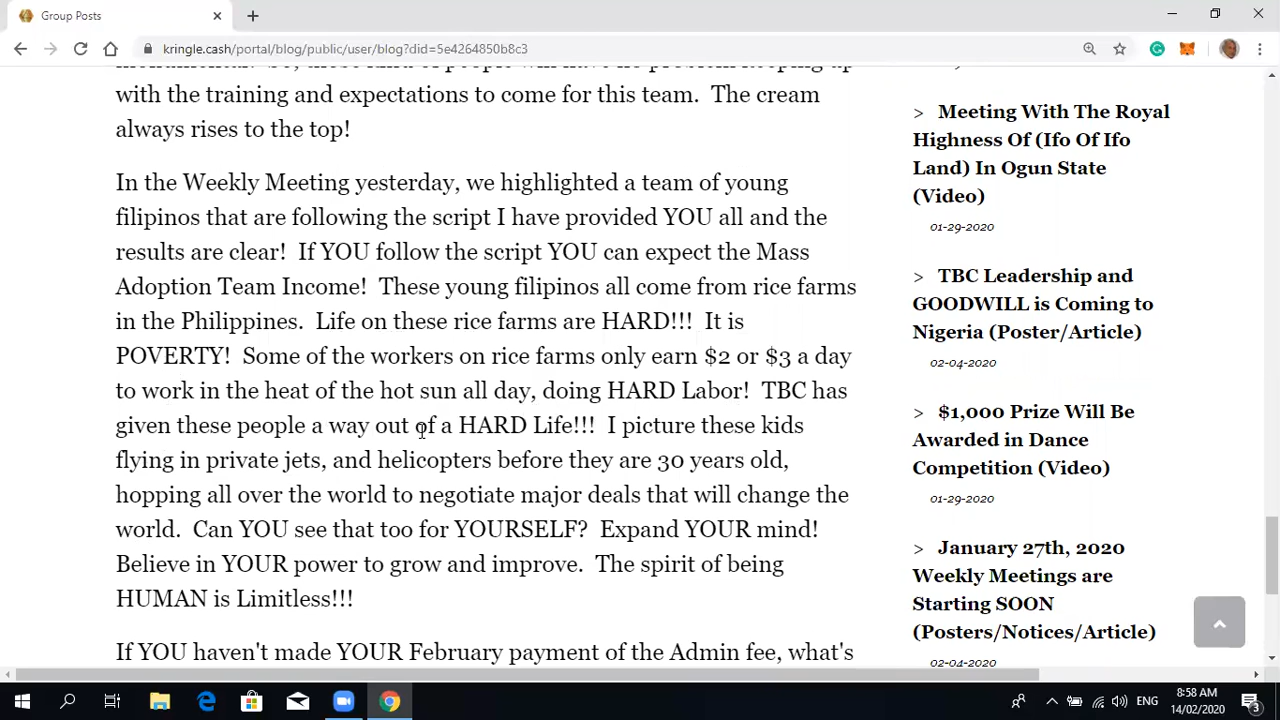 Group Posts
kringle.cash/portal/blog/public/user/blog?did=5e4264850b8c3
with the training and expectations to come for this team.  The cream
always rises to the top!
In the Weekly Meeting yesterday, we highlighted a team of young
filipinos that are following the script I have provided YOU all and the
results are clear!  If YOU follow the script YOU can expect the Mass
Adoption Team Income!  These young filipinos all come from rice farms
in the Philippines.  Life on these rice farms are HARD!!!  It is
POVERTY!  Some of the workers on rice farms only earn $2 or $3 a day
to work in the heat of the hot sun all day, doing HARD Labor!  TBC has
given these people a way out of a HARD Life!!!  I picture these kids
flying in private jets, and helicopters before they are 30 years old,
hopping all over the world to negotiate major deals that will change the
world.  Can YOU see that too for YOURSELF?  Expand YOUR mind!
Believe in YOUR power to grow and improve.  The spirit of being
HUMAN is Limitless!!!
If YOU haven't made YOUR February payment of the Admin fee, what's
> Meeting With The Royal
Highness Of (Ifo Of Ifo
Land) In Ogun State
(Video)
01-29-2020
> TBC Leadership and
GOODWILL is Coming to
Nigeria (Poster/Article)
02-04-2020
> $1,000 Prize Will Be
Awarded in Dance
Competition (Video)
01-29-2020
> January 27th, 2020
Weekly Meetings are
Starting SOON
(Posters/Notices/Article)
02-04-2020
ENG
8:58 AM
14/02/2020
3